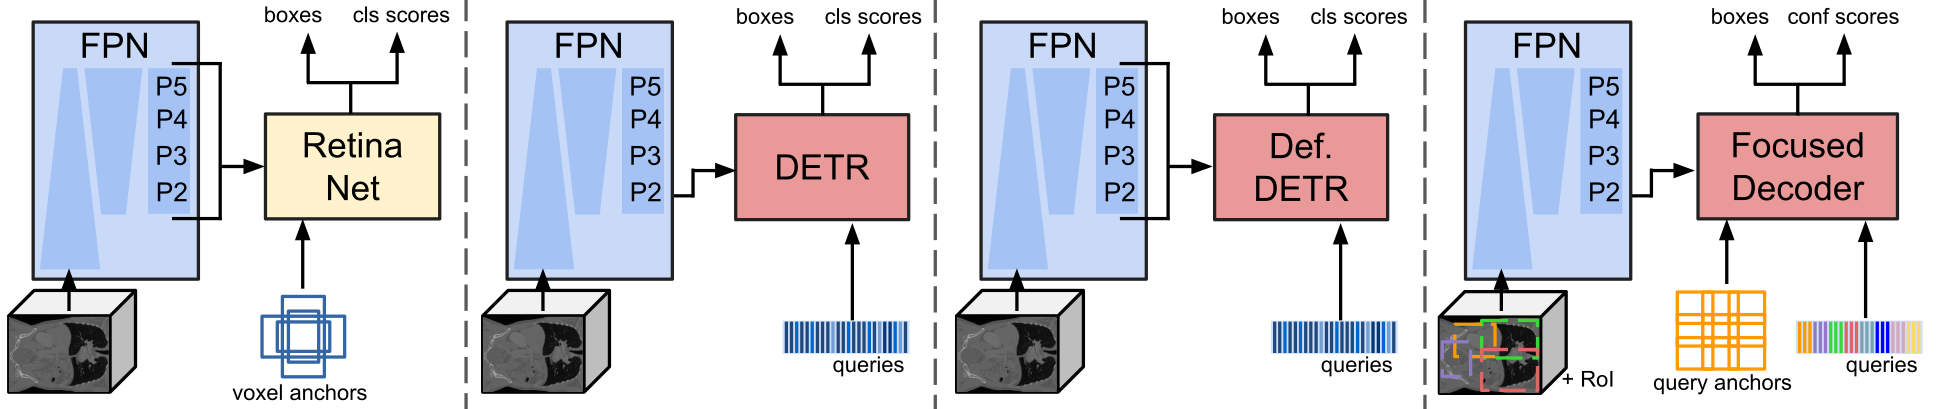 boxes cls scores
FPN
P5
P4
P3
P2
Retina
Net
voxel anchors
boxes cls scores
FPN
P5
P4
P3
P2
DETR
queries
boxes cls scores
FPN
P5
P4
P3
P2
Def.
DETR
queries
boxes conf scores
FPN
P5
P4
P3
P2
Focused
Decoder
+ RoI
query anchors
queries